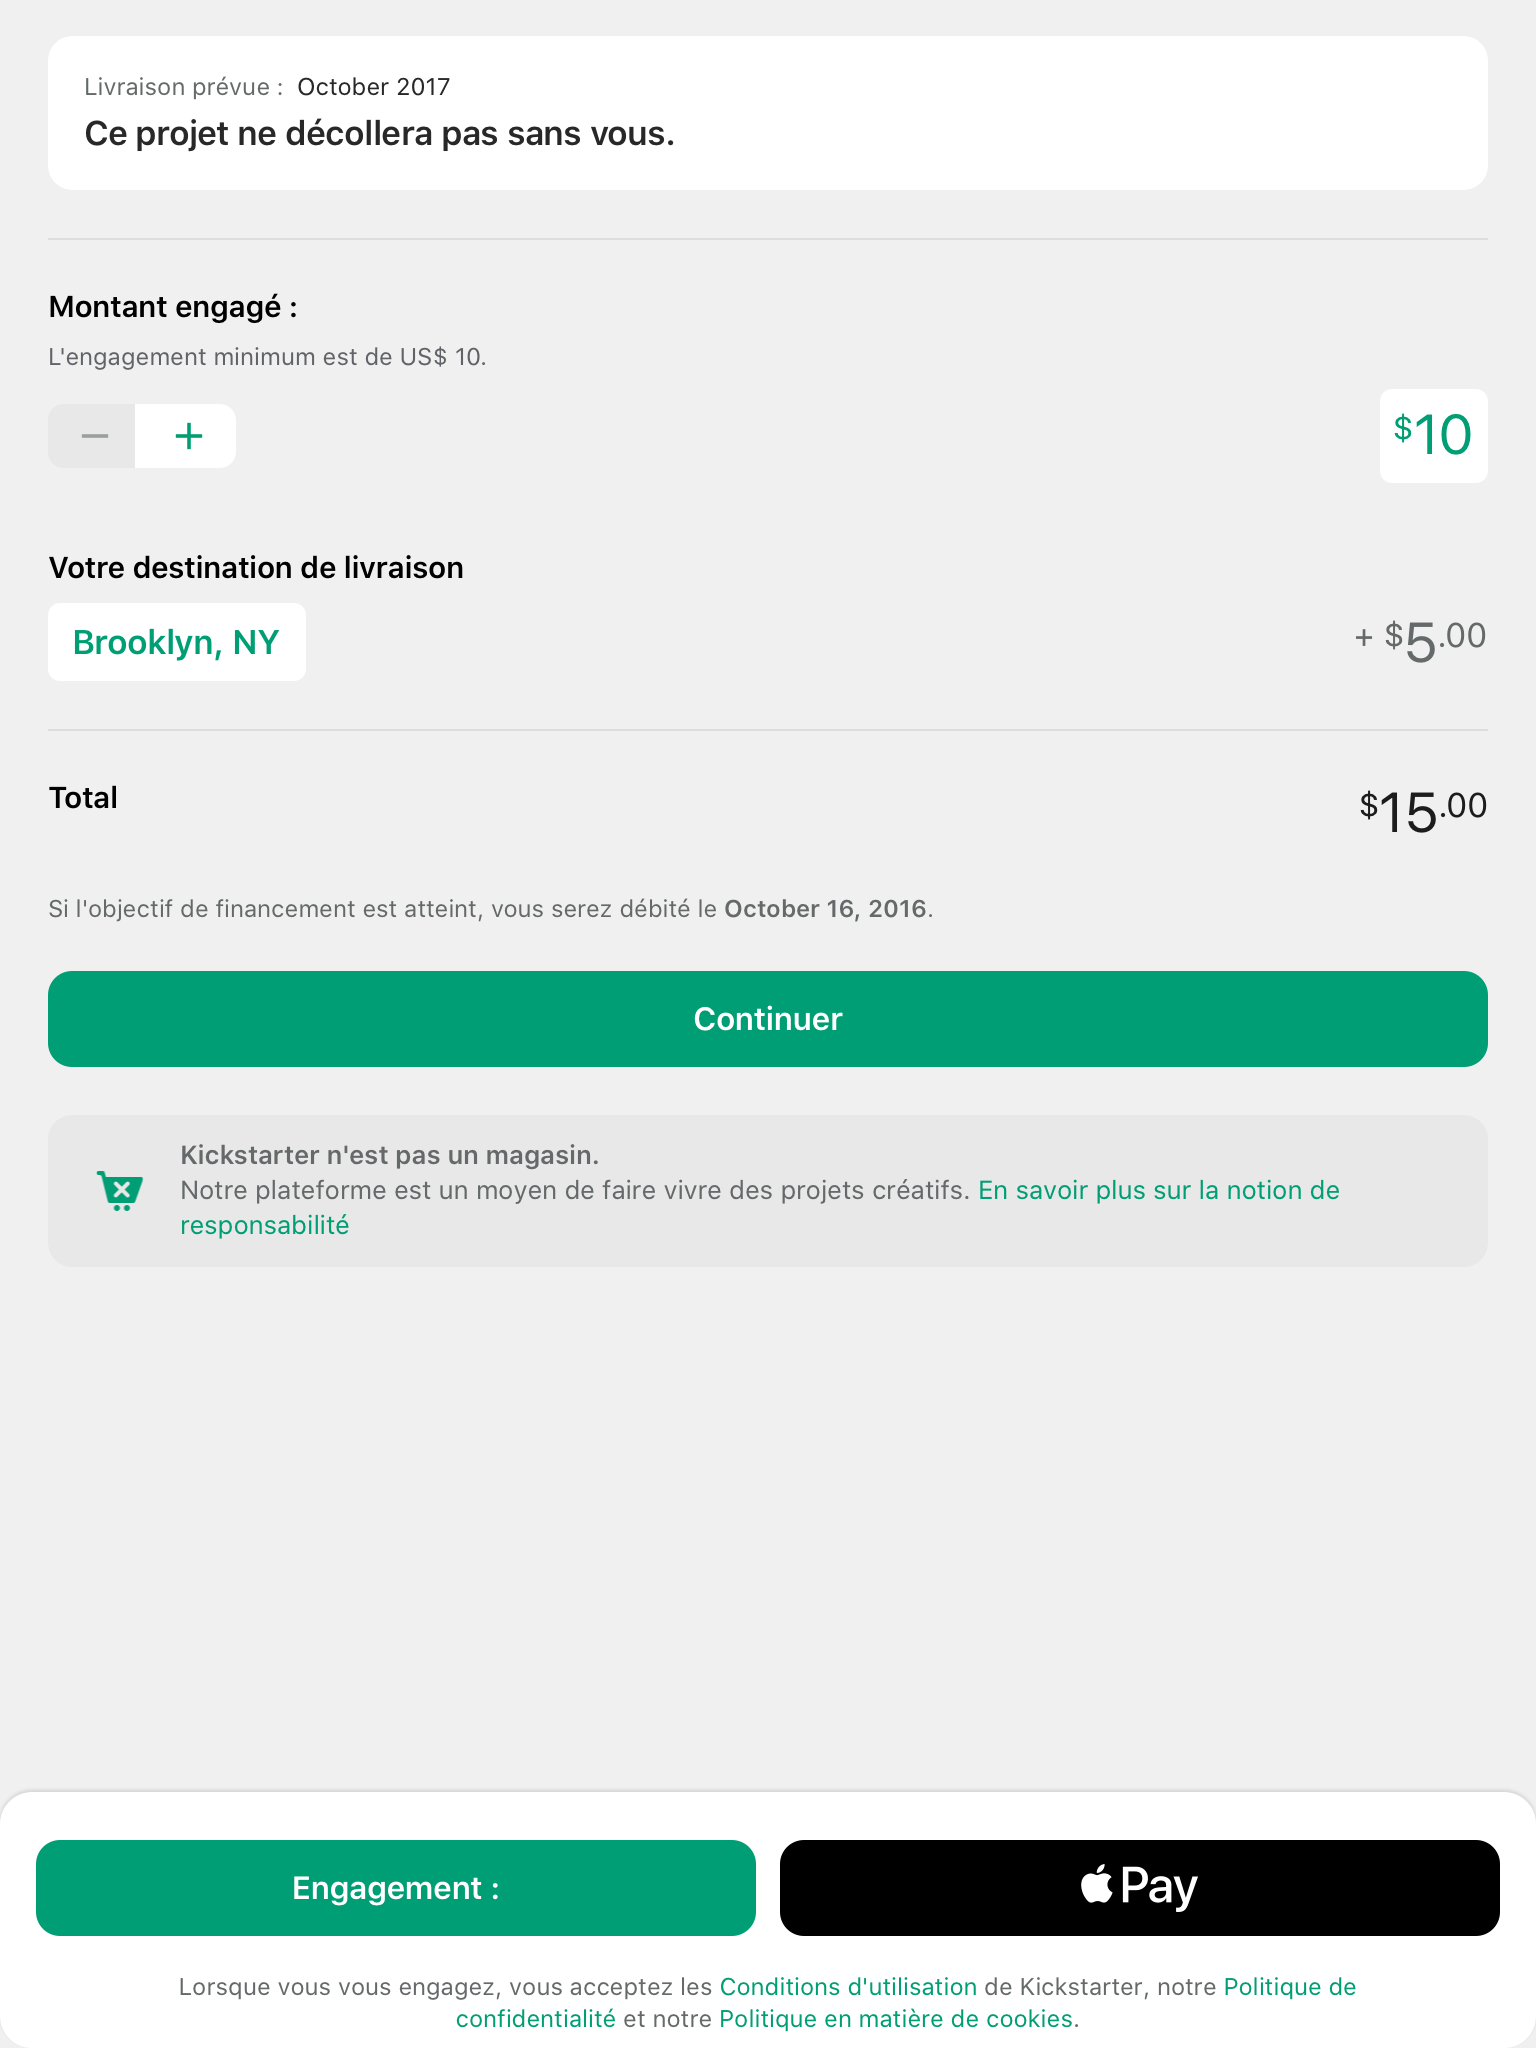 Livraison prévue : October 2017
Ce projet ne décollera pas sans vous.
Montant engagé :
L'engagement minimum est de US$ 10.
− +
$10
Votre destination de livraison
Brooklyn, NY
+ $5.00
Total
$15.00
Si l'objectif de financement est atteint, vous serez débité le October 16, 2016.
Continuer
Kickstarter n'est pas un magasin.
Notre plateforme est un moyen de faire vivre des projets créatifs. En savoir plus sur la notion de
responsabilité
Engagement :
Pay
Lorsque vous vous engagez, vous acceptez les Conditions d'utilisation de Kickstarter, notre Politique de
confidentialité et notre Politique en matière de cookies.